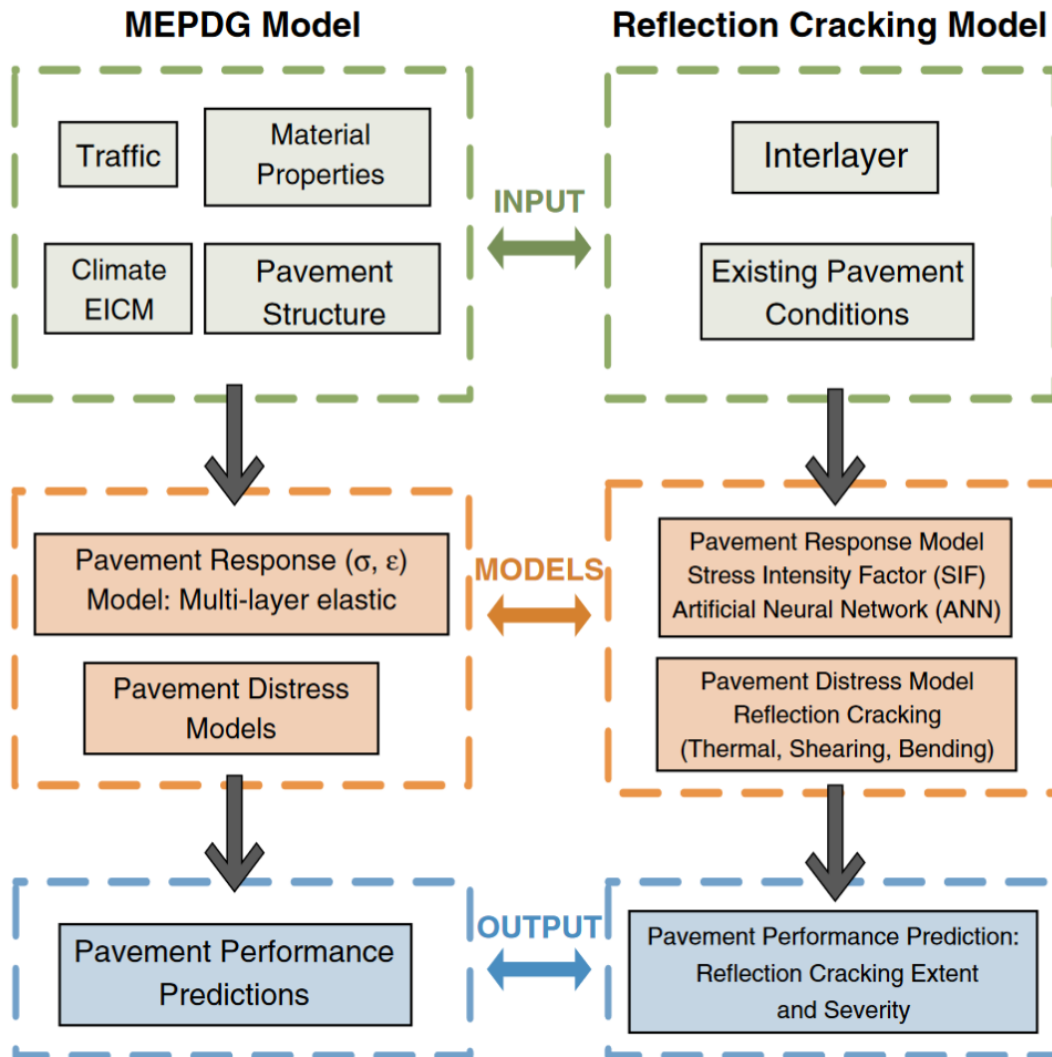 MEPDG Model
Reflection Cracking Model
Traffic
Material
Properties
Climate
EICM
Pavement
Structure
INPUT
Interlayer
Existing Pavement
Conditions
Pavement Response (σ, ε)
Model: Multi-layer elastic
Pavement Distress
Models
MODELS
Pavement Response Model
Stress Intensity Factor (SIF)
Artificial Neural Network (ANN)
Pavement Distress Model
Reflection Cracking
(Thermal, Shearing, Bending)
Pavement Performance
Predictions
OUTPUT
Pavement Performance Prediction:
Reflection Cracking Extent
and Severity